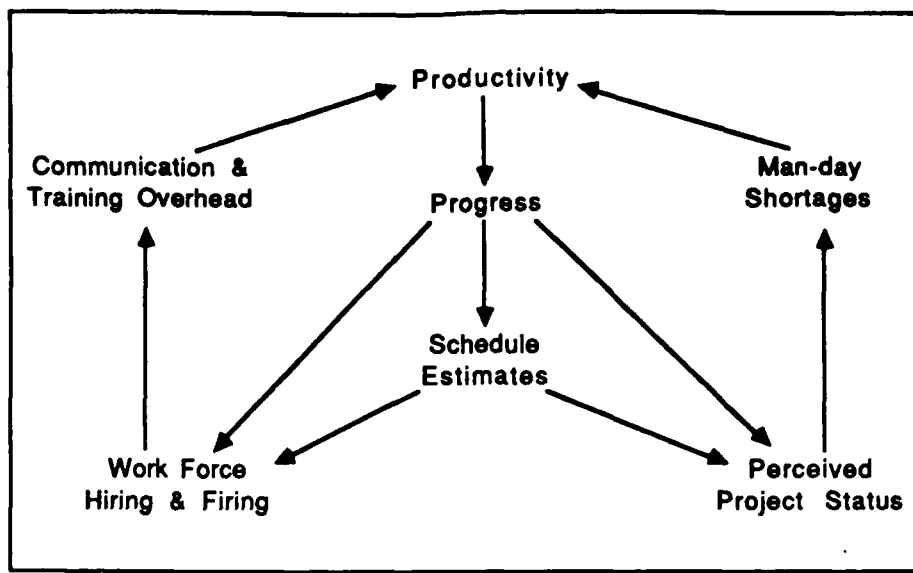 Productivity
Communication &
Training Overhead
Man-day
Shortages
Progress
Schedule
Estimates
Work Force
Hiring & Firing
Perceived
Project Status